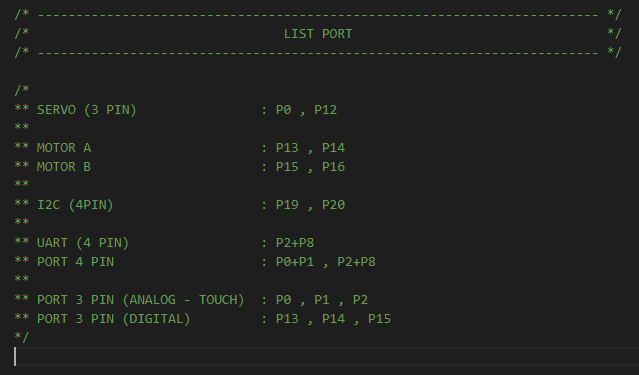 /* ------------------------------------------------------------------------- */
/*                                 LIST PORT                                 */
/* ------------------------------------------------------------------------- */
/*
** SERVO (3 PIN)                : P0 , P12
**
** MOTOR A                      : P13 , P14
** MOTOR B                      : P15 , P16
**
** I2C (4PIN)                   : P19 , P20
**
** UART (4 PIN)                 : P2+P8
** PORT 4 PIN                   : P0+P1 , P2+P8
**
** PORT 3 PIN (ANALOG - TOUCH)  : P0 , P1 , P2
** PORT 3 PIN (DIGITAL)         : P13 , P14 , P15
*/